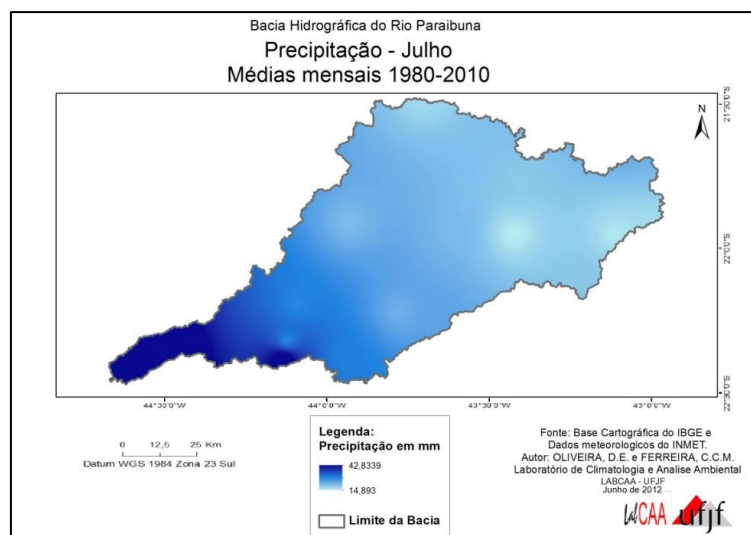 Bacia Hidrográfica do Rio Paraibuna
Precipitação - Julho
Médias mensais 1980-2010
N
21°30'0"S
22°0'0"S
22°30'0"S
44°30'0"W
44°0'0"W
43°30'0"W
43°0'0"W
0 12,5 25 Km
Datum WGS 1984 Zona 23 Sul
Legenda:
Precipitação em mm
42,8339
14,893
Limite da Bacia
Fonte: Base Cartográfica do IBGE e
Dados meteorologicos do INMET.
Autor: OLIVEIRA, D.E. e FERREIRA, C.C.M.
Laboratório de Climatologia e Analise Ambiental
LABCAA - UFJF
Junho de 2012
LabCAA
ufjf